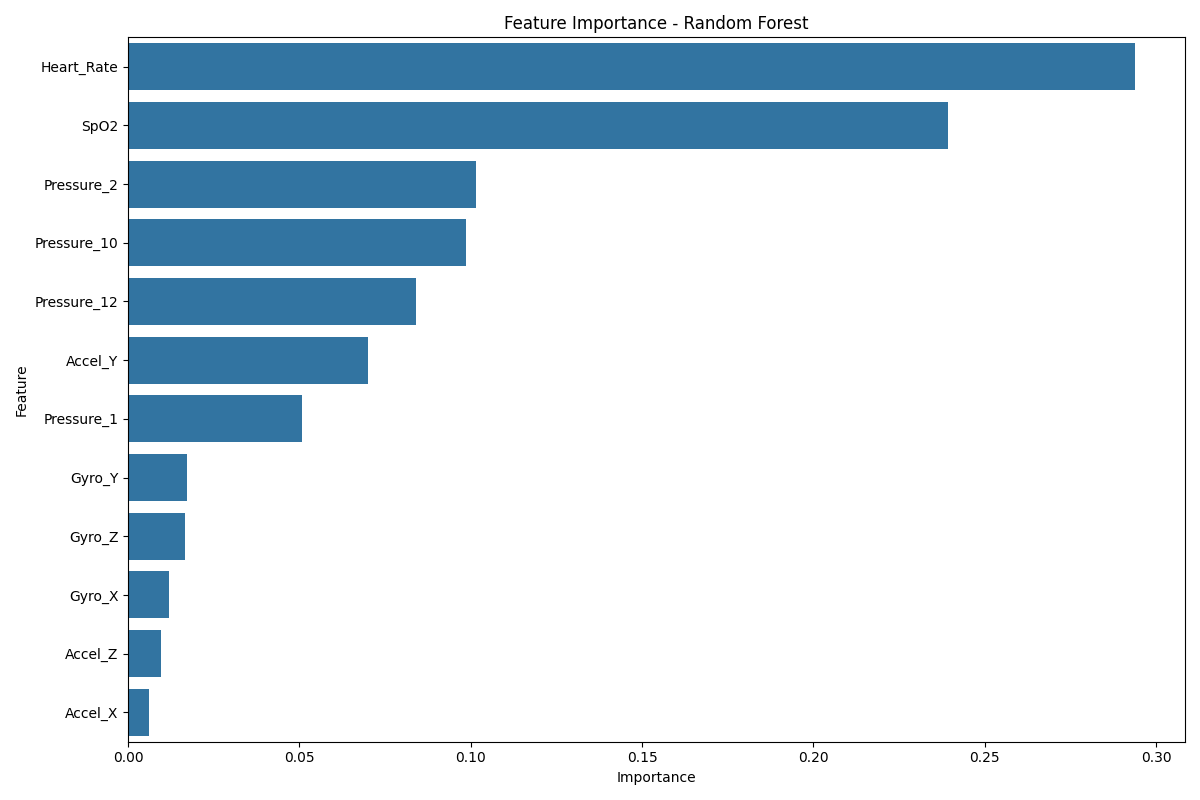 Feature Importance - Random Forest
Heart_Rate
SpO2
Pressure_2
Pressure_10
Pressure_12
Accel_Y
Pressure_1
Gyro_Y
Gyro_Z
Gyro_X
Accel_Z
Accel_X
Feature
0.00 0.05 0.10 0.15 0.20 0.25 0.30
Importance